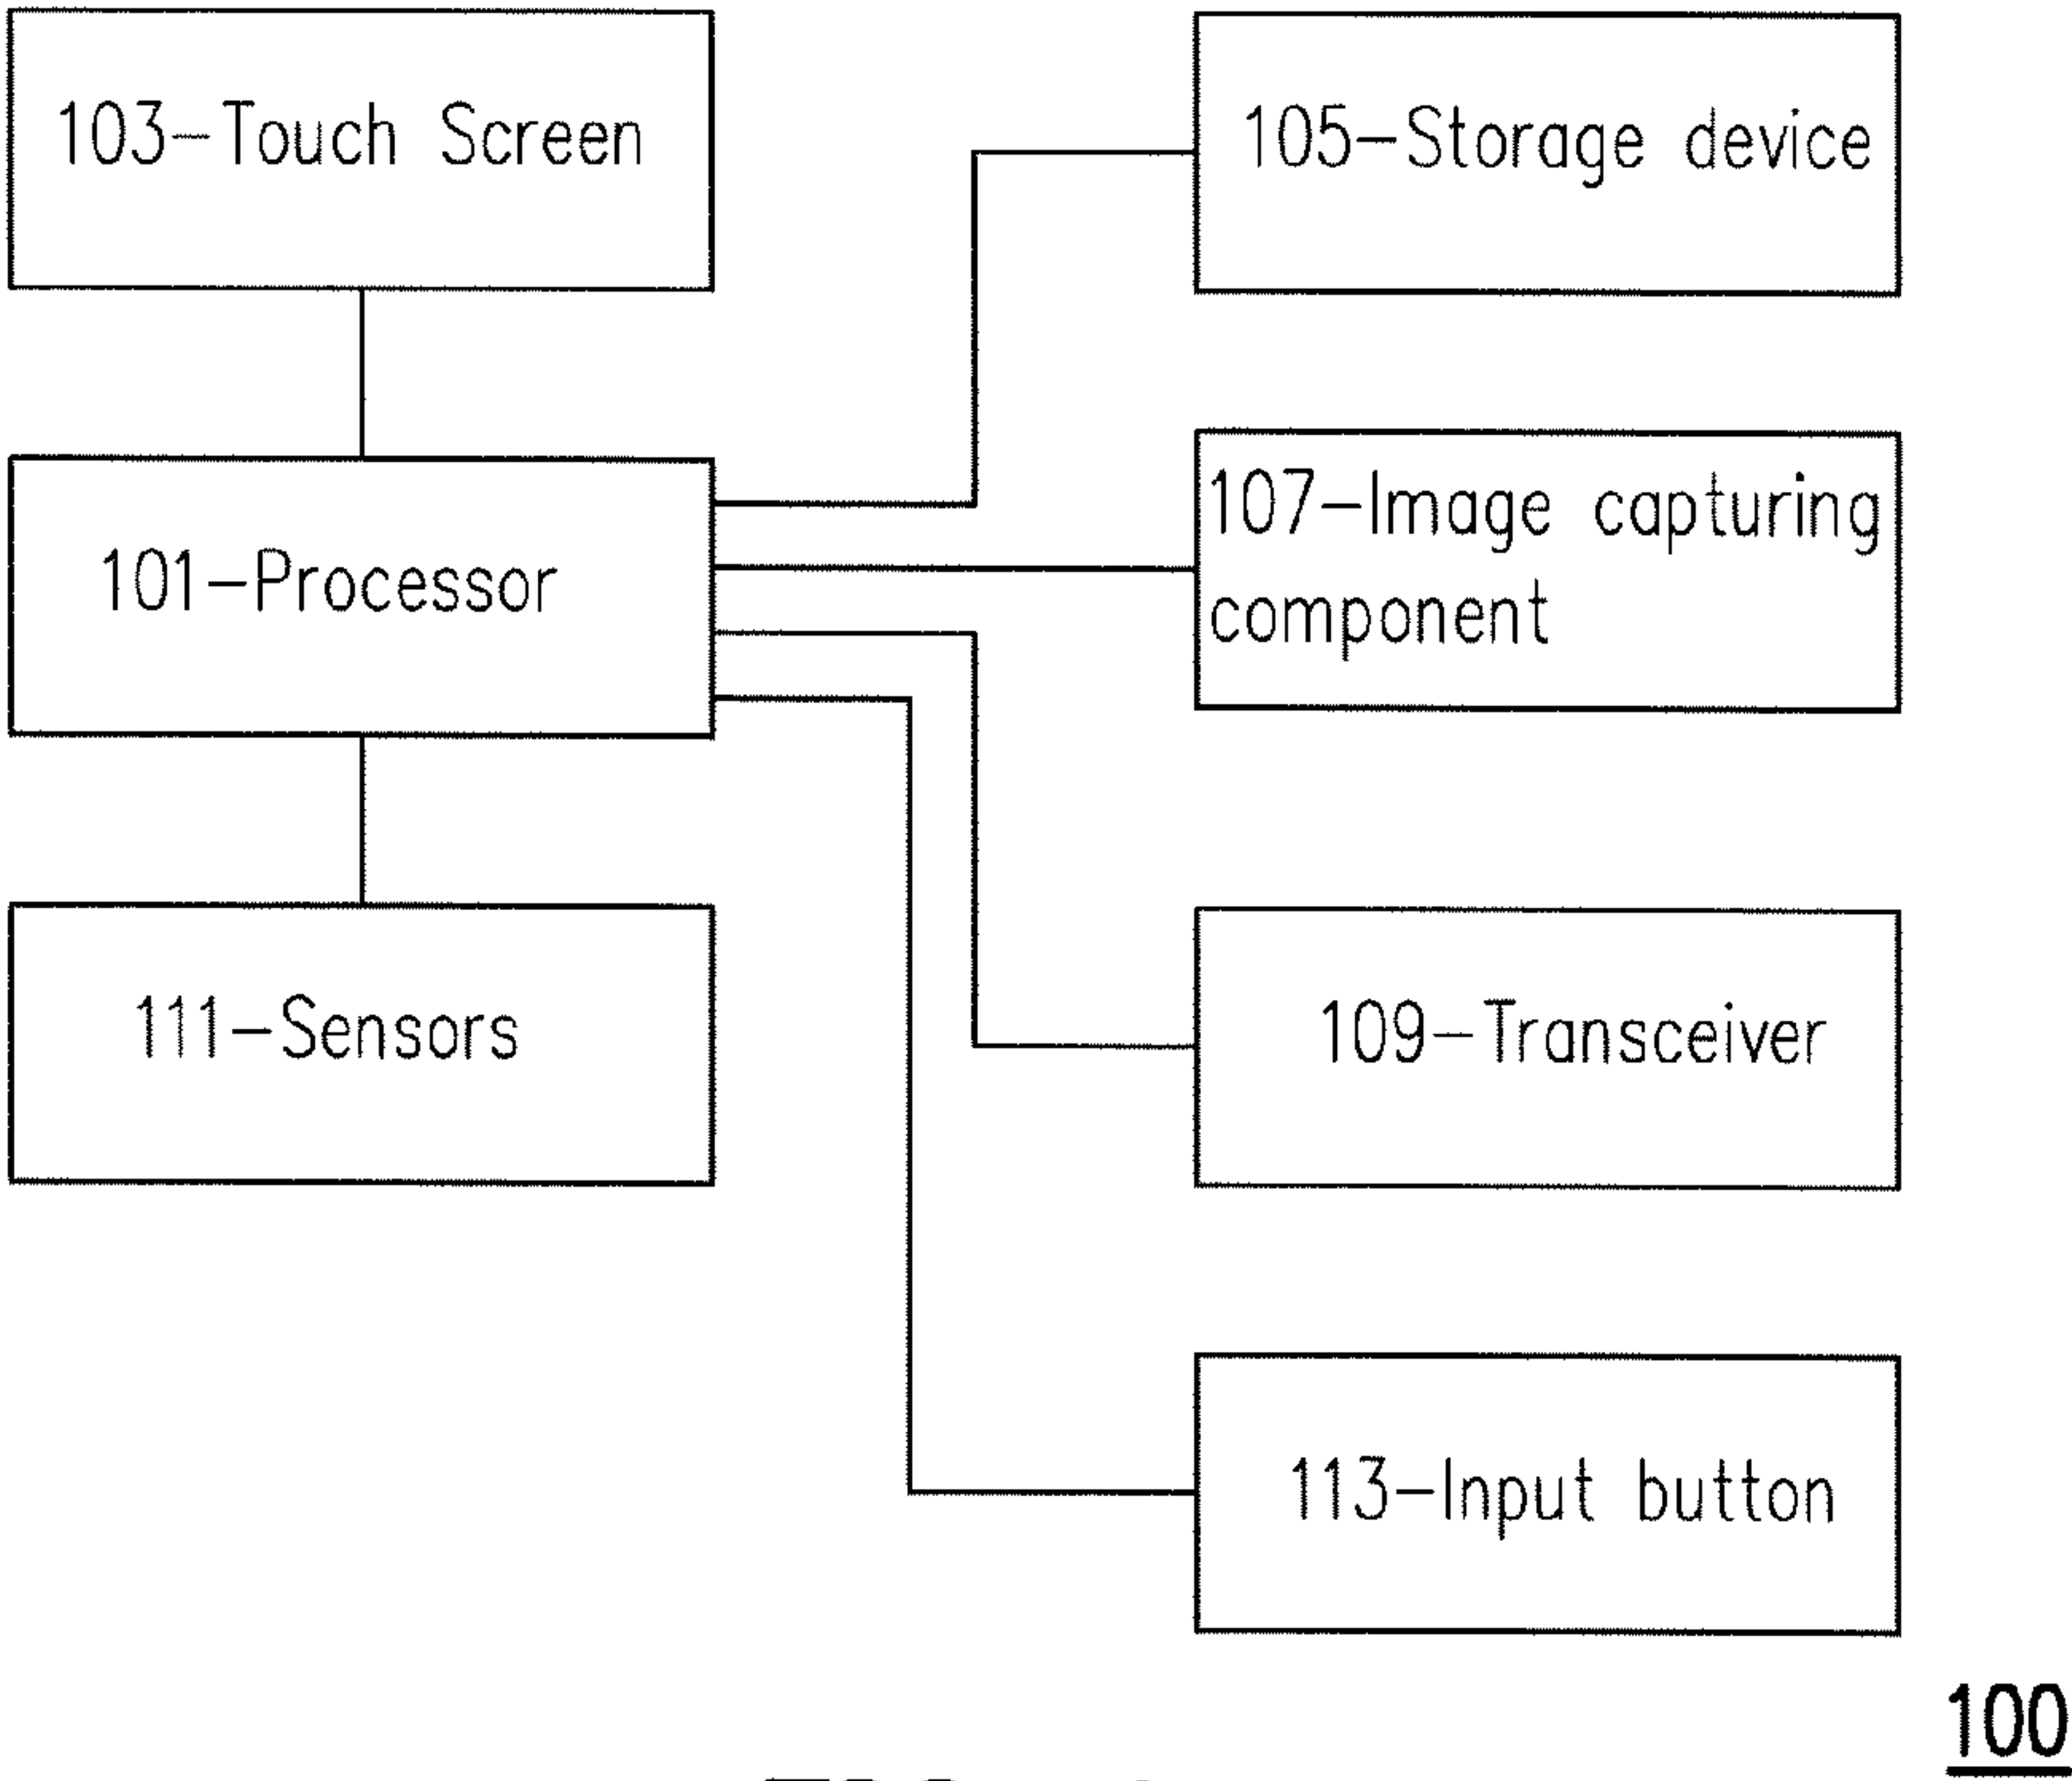 103-Touch Screen
105-Storage device
107-Image capturing
component
101-Processor
111-Sensors
109-Transceiver
113-Input button
100